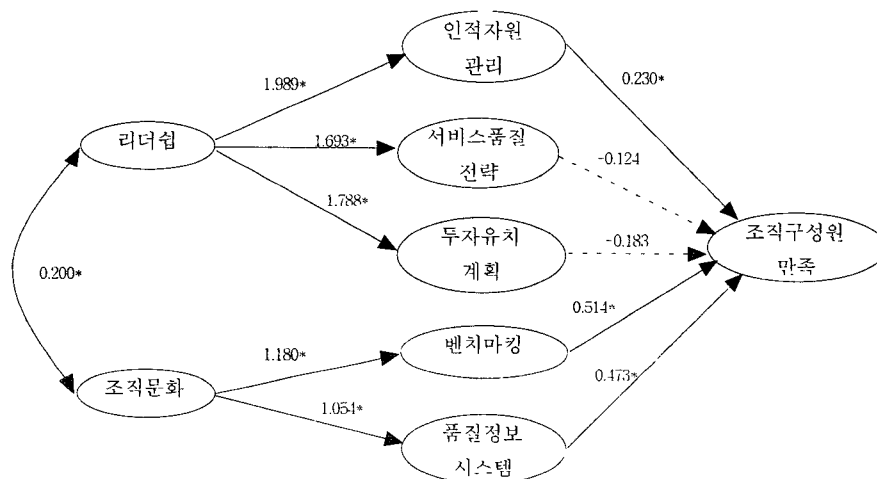 인적자원
관리
1.989*
0.230*
리더쉽
1.693*
서비스품질
전략
-0.124
1.788*
투자유치
계획
-0.183
조직구성원
만족
0.200*
0.514*
1.180*
벤치마킹
조직문화
1.054*
0.473*
품질정보
시스템